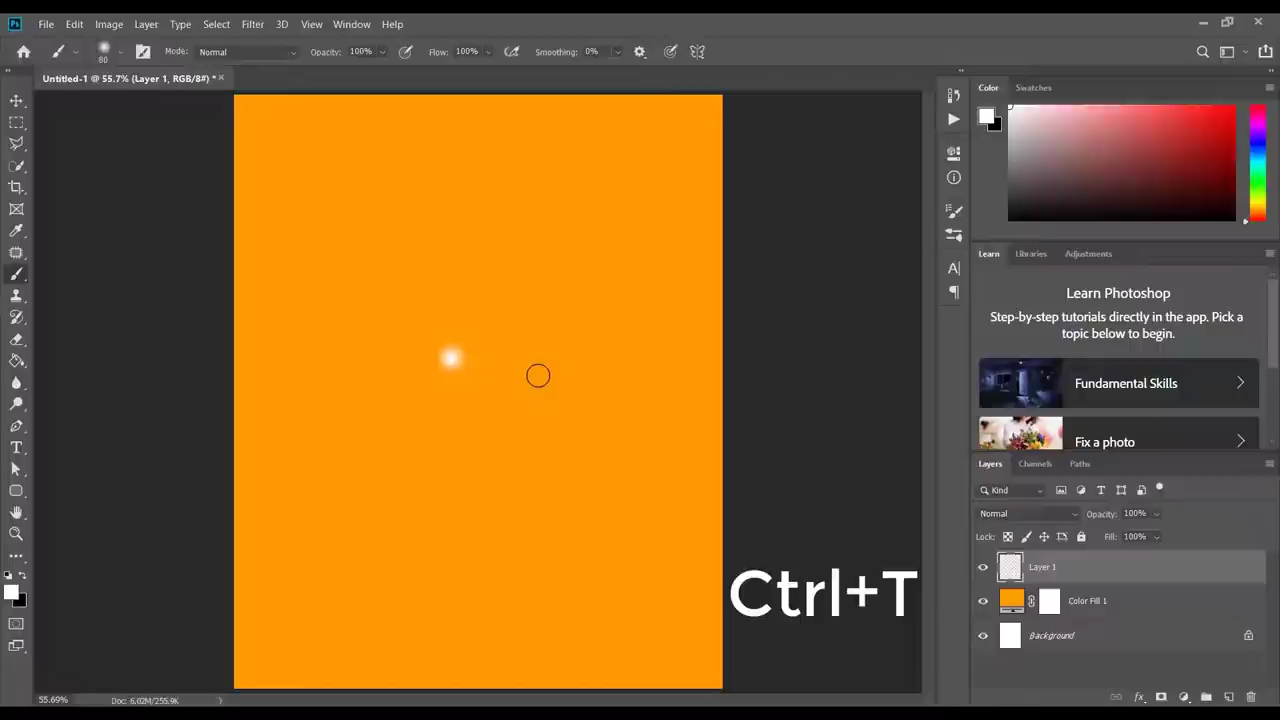 Ps File Edit Image Layer Type Select Filter 3D View Window Help
80 Mode: Normal Opacity: 100% Flow: 100% Smoothing: 0%
Untitled-1 @ 55.7% (Layer 1, RGB/8#) * ×
Color Swatches
Learn Libraries Adjustments
Learn Photoshop
Step-by-step tutorials directly in the app. Pick a
topic below to begin.
Fundamental Skills
Fix a photo
Layers Channels Paths
Kind
Normal Opacity: 100%
Lock: Fill: 100%
Layer 1
Color Fill 1
Background
Ctrl+T
55.69% Doc: 6.02M/255.9K